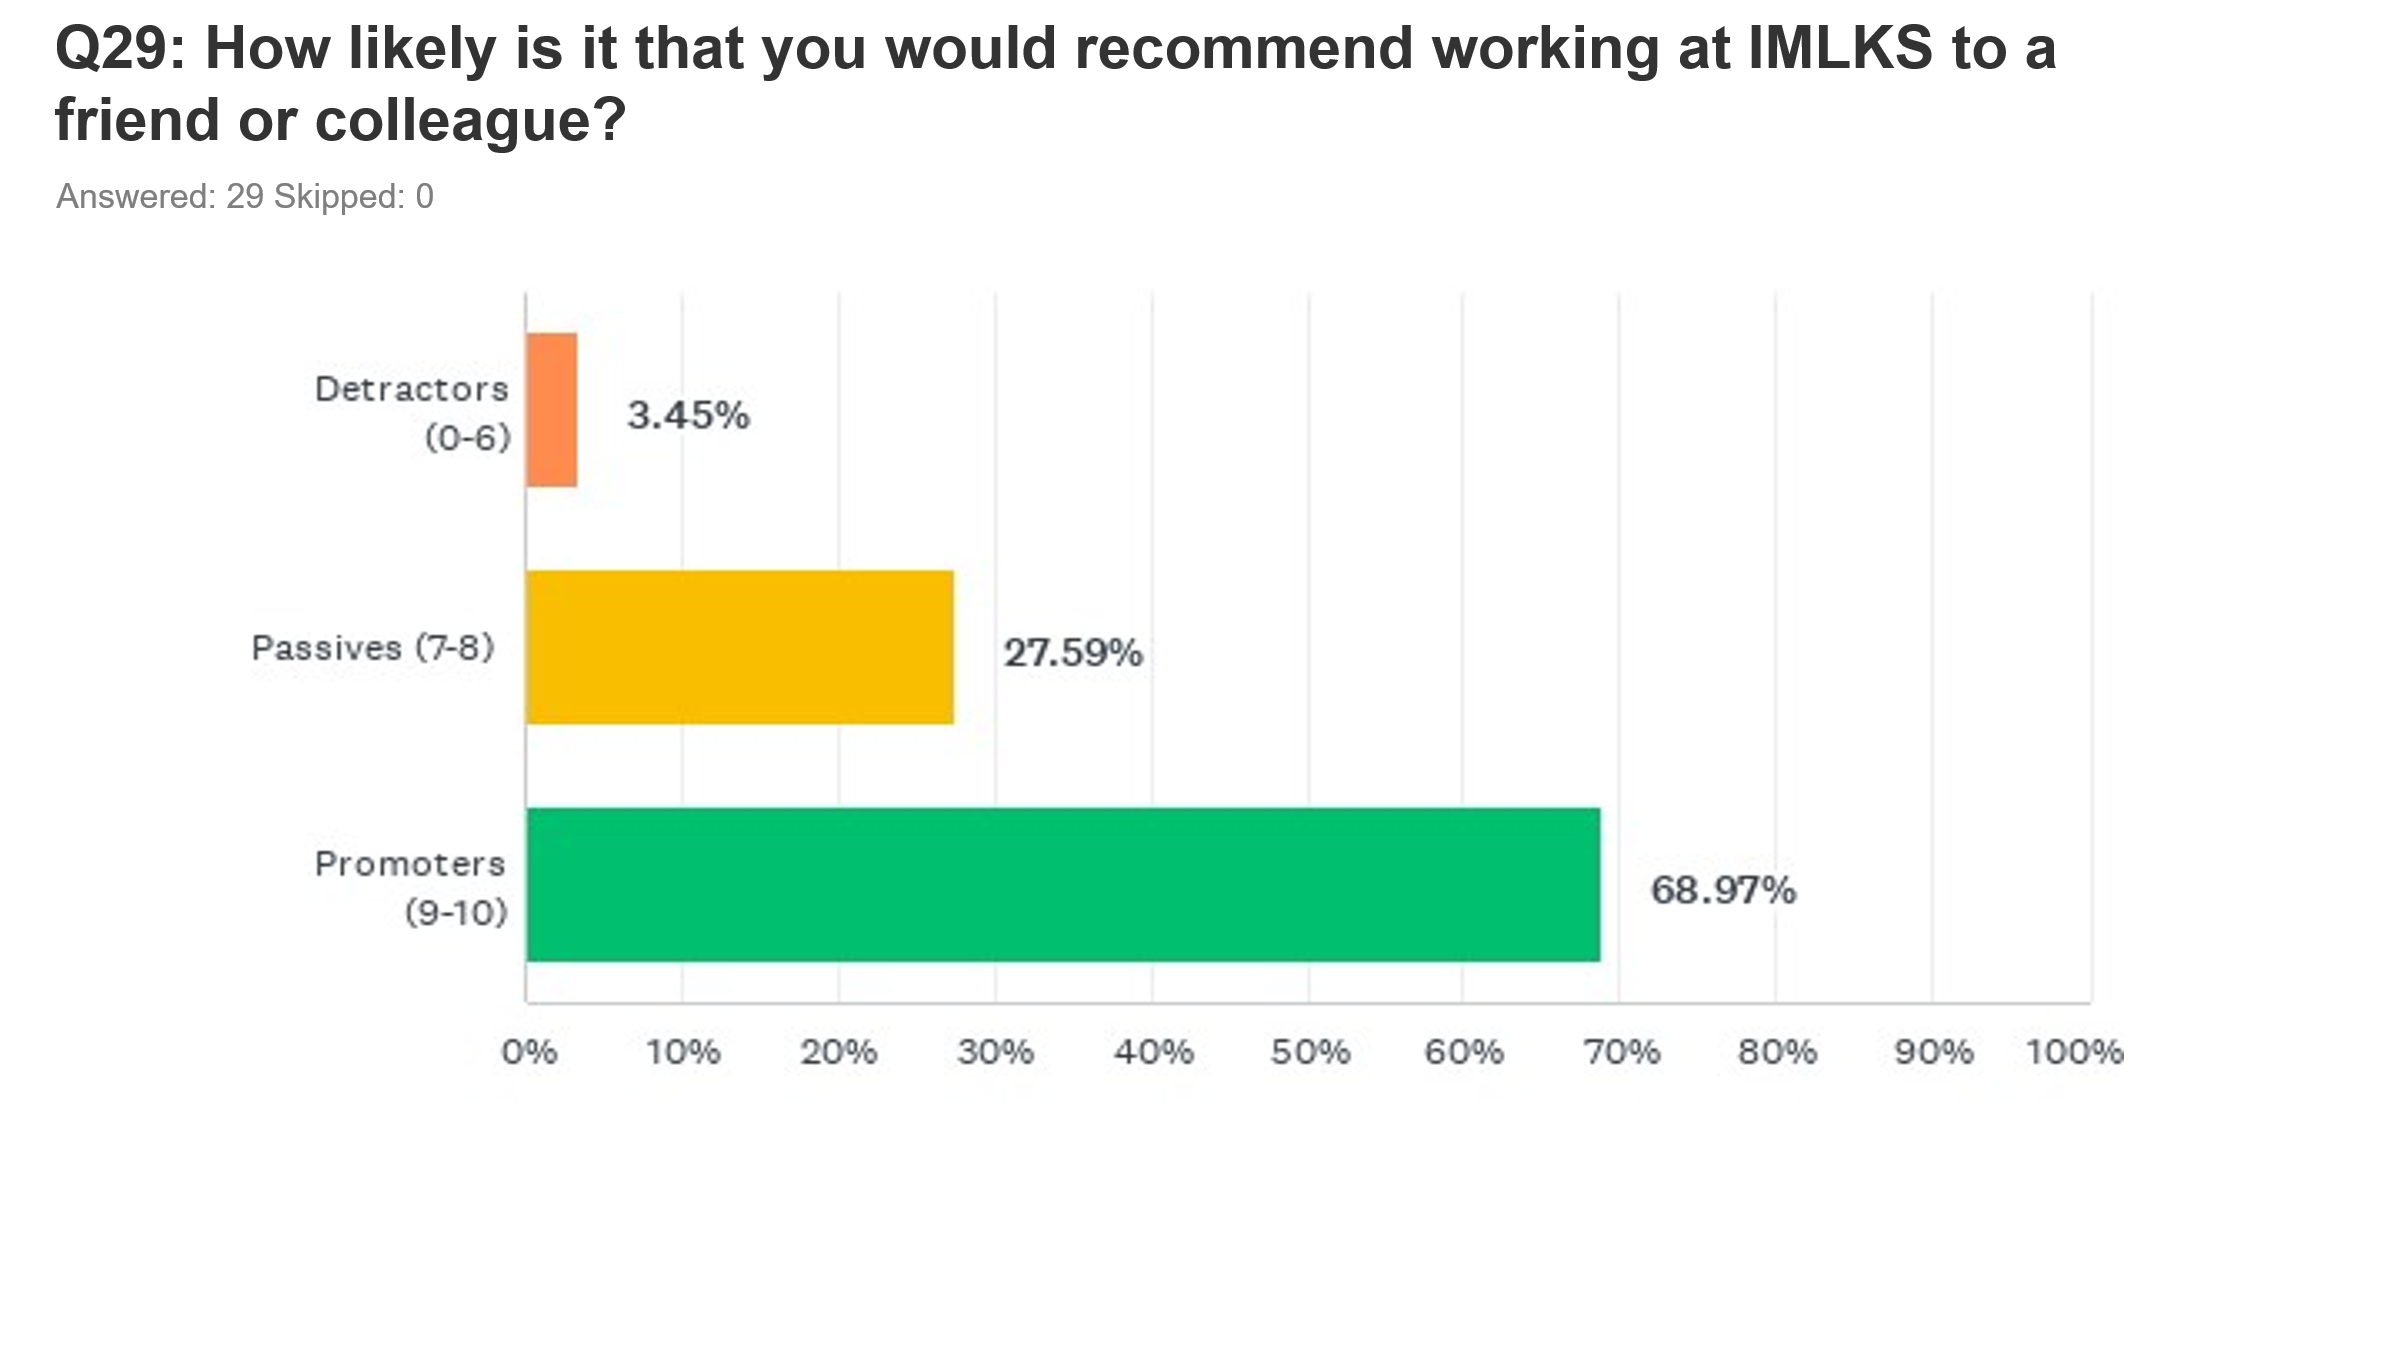 Q29: How likely is it that you would recommend working at IMLKS to a
friend or colleague?
Answered: 29 Skipped: 0
Detractors
(0-6)
3.45%
Passives (7-8)
27.59%
Promoters
(9-10)
68.97%
0% 10% 20% 30% 40% 50% 60% 70% 80% 90% 100%